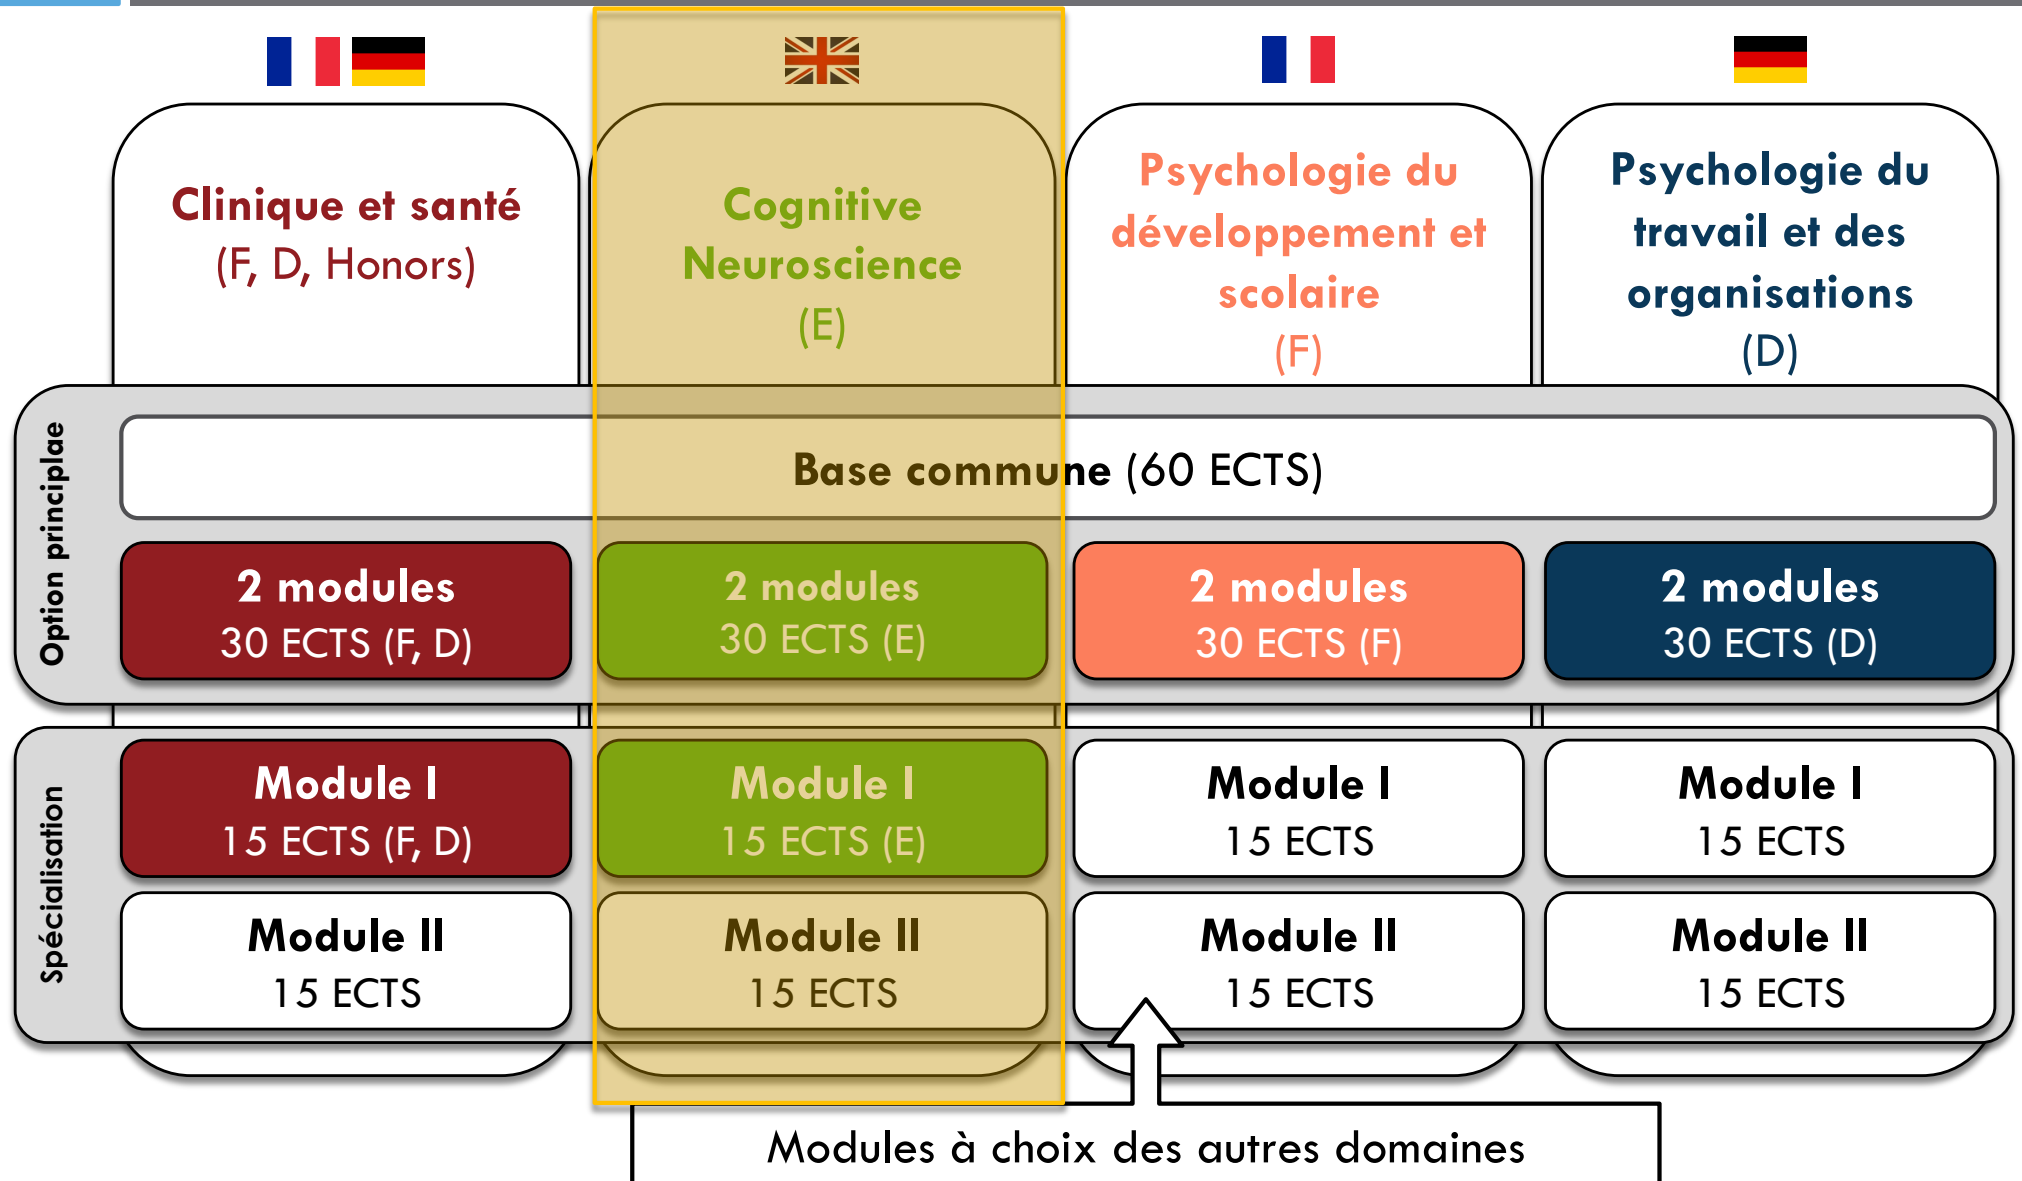 Clinique et santé
(F, D, Honors)
Cognitive
Neuroscience
(E)
Psychologie du
développement et
scolaire
(F)
Psychologie du
travail et des
organisations
(D)
Option principlae
Base commune (60 ECTS)
2 modules
30 ECTS (F, D)
2 modules
30 ECTS (E)
2 modules
30 ECTS (F)
2 modules
30 ECTS (D)
Spécialisation
Module I
15 ECTS (F, D)
Module I
15 ECTS (E)
Module I
15 ECTS
Module I
15 ECTS
Module II
15 ECTS
Module II
15 ECTS
Module II
15 ECTS
Module II
15 ECTS
Modules à choix des autres domaines